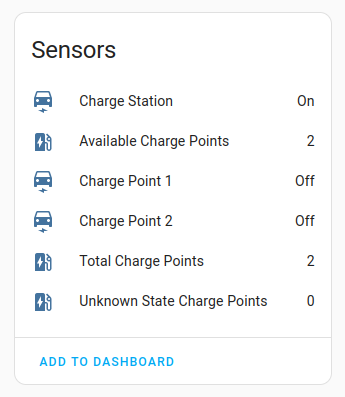 Sensors
Charge Station On
Available Charge Points 2
Charge Point 1 Off
Charge Point 2 Off
Total Charge Points 2
Unknown State Charge Points 0
ADD TO DASHBOARD